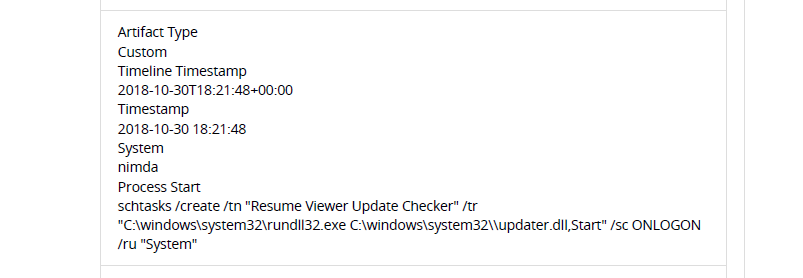 Artifact Type
Custom
Timeline Timestamp
2018-10-30T18:21:48+00:00
Timestamp
2018-10-30 18:21:48
System
nimda
Process Start
schtasks /create /tn "Resume Viewer Update Checker" /tr
"C:\windows\system32\rundll32.exe C:\windows\system32\\updater.dll,Start" /sc ONLOGON
/ru "System"